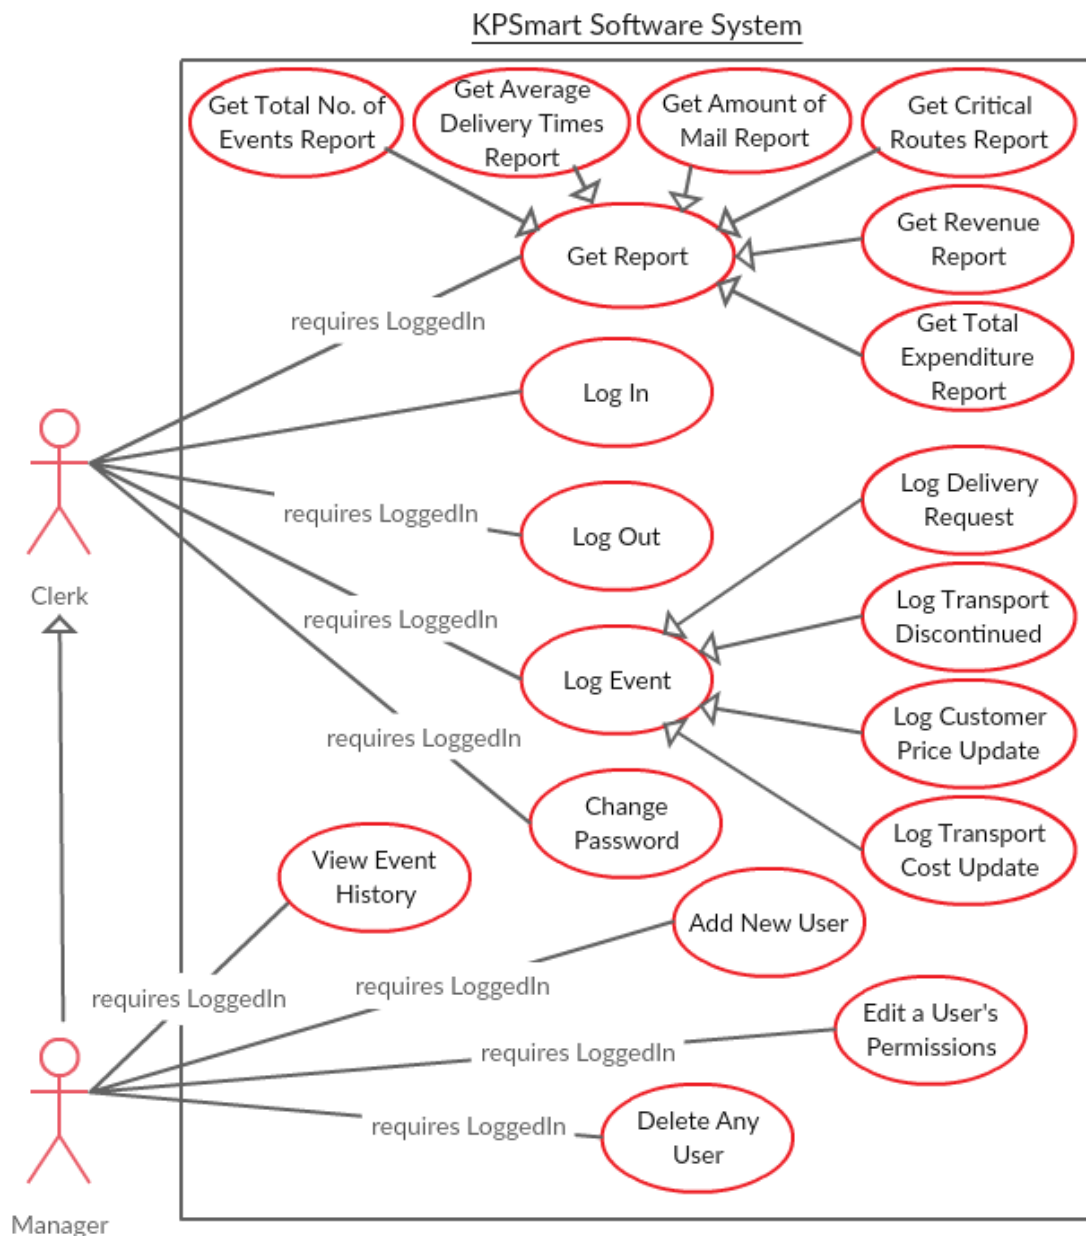 KPSmart Software System
Get Total No. of
Events Report
Get Average
Delivery Times
Report
Get Amount of
Mail Report
Get Critical
Routes Report
Get Report
Get Revenue
Report
requires LoggedIn
Get Total
Expenditure
Report
Log In
Log Delivery
Request
requires LoggedIn
Log Out
Clerk
Log Transport
Discontinued
requires LoggedIn
Log Event
Log Customer
Price Update
requires LoggedIn
Change
Password
Log Transport
Cost Update
View Event
History
Add New User
requires LoggedIn
requires LoggedIn
Edit a User's
Permissions
requires LoggedIn
requires LoggedIn
Delete Any
User
Manager